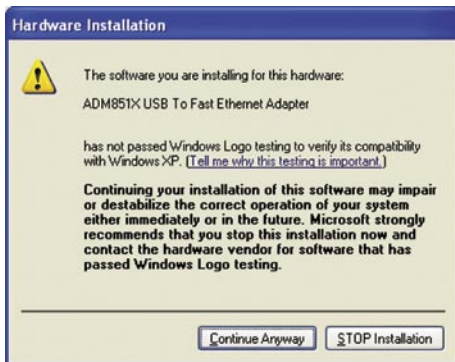 Hardware Installation
The software you are installing for this hardware:
ADM851X USB To Fast Ethernet Adapter
has not passed Windows Logo testing to verify its compatibility
with Windows XP. (Tell me why this testing is important.)
Continuing your installation of this software may impair
or destabilize the correct operation of your system
either immediately or in the future. Microsoft strongly
recommends that you stop this installation now and
contact the hardware vendor for software that has
passed Windows Logo testing.
Continue Anyway
STOP Installation